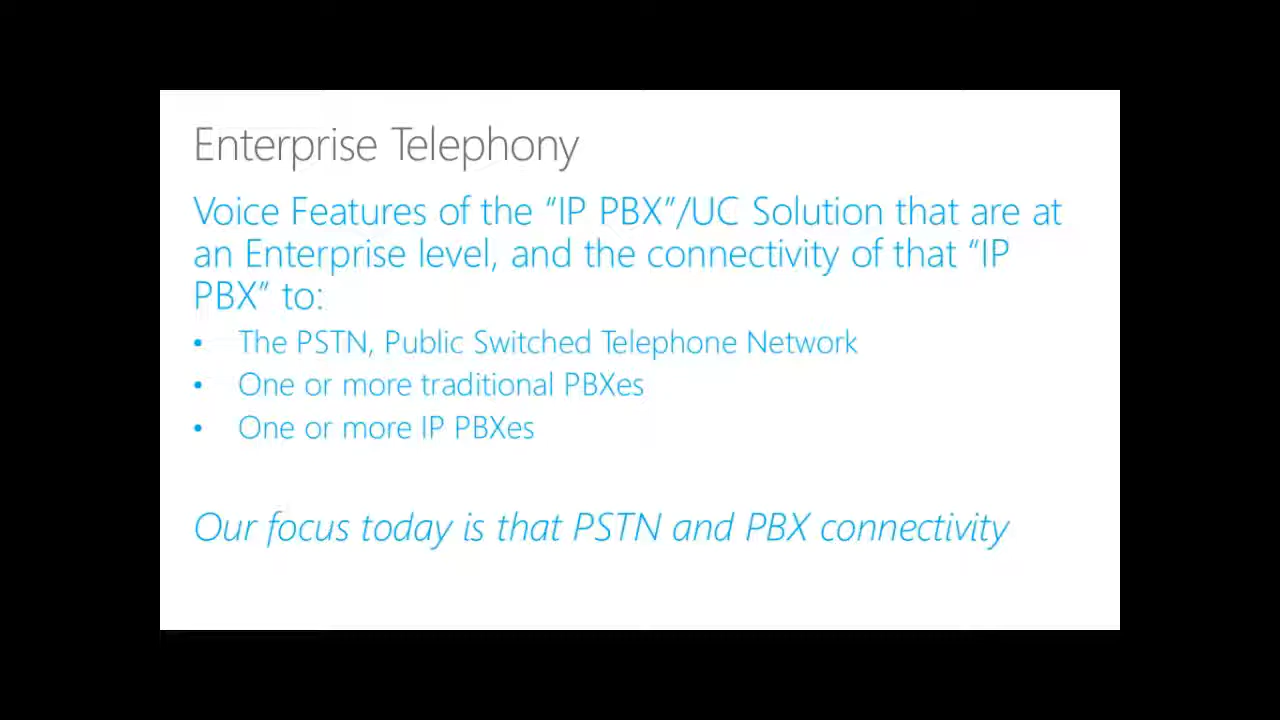 Enterprise Telephony
Voice Features of the “IP PBX”/UC Solution that are at
an Enterprise level, and the connectivity of that “IP
PBX” to:
• The PSTN, Public Switched Telephone Network
• One or more traditional PBXes
• One or more IP PBXes
Our focus today is that PSTN and PBX connectivity